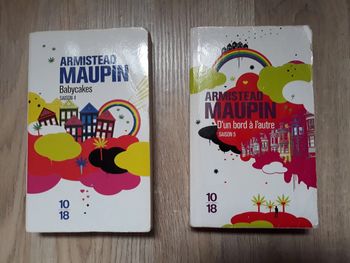 ARMISTEAD
MAUPIN
Babycakes
SAISON 4
10
18
ARMISTEAD
MAUPIN
D'un bord à l'autre
SAISON 5
10
18